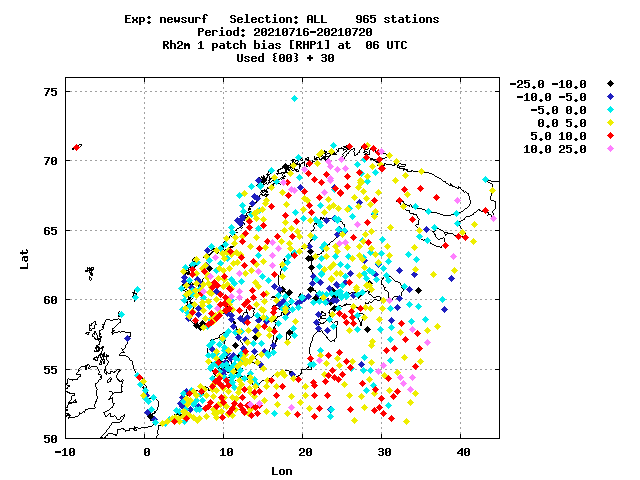 Exp: newsurf Selection: ALL 965 stations
Period: 20210716-20210720
Rh2m 1 patch bias [RHP1] at 06 UTC
Used {00} + 30
-25.0 -10.0
-10.0 -5.0
-5.0 0.0
0.0 5.0
5.0 10.0
10.0 25.0
75
70
65
60
55
50
Lat
-10 0 10 20 30 40
Lon